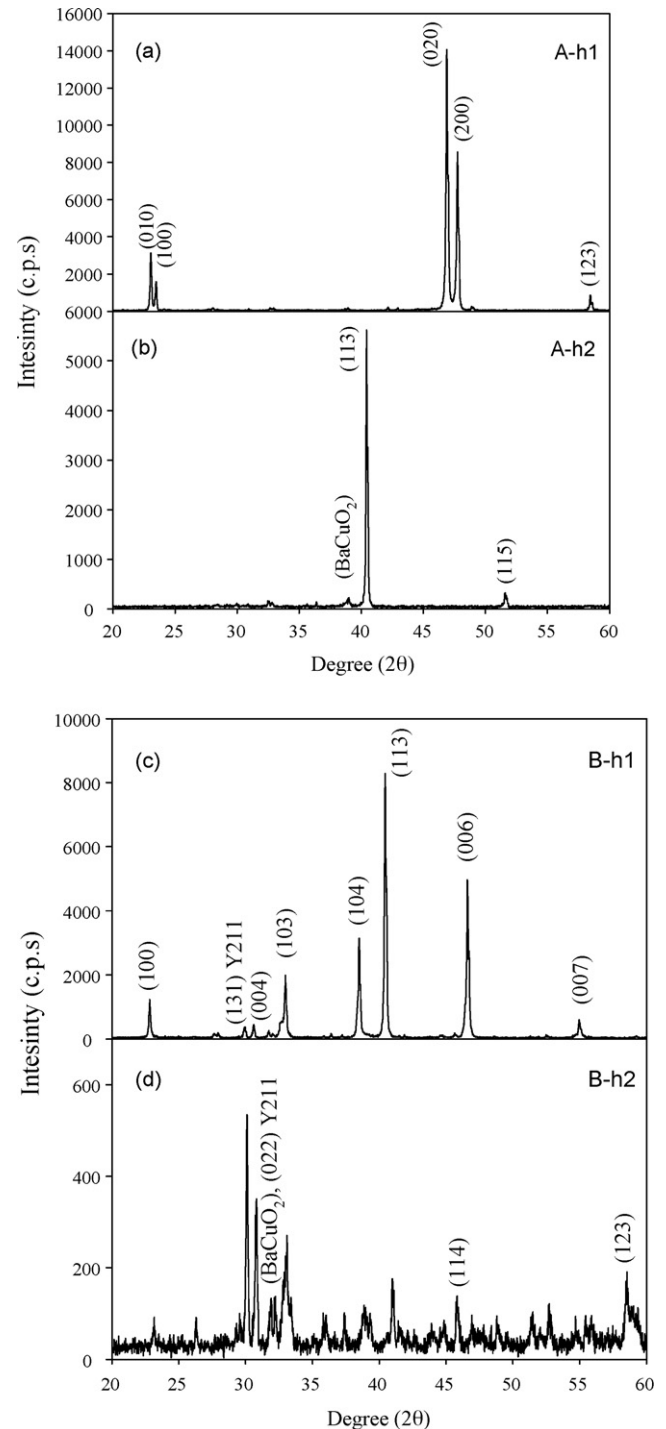 16000
14000
12000
10000
8000
6000
4000
2000
6000
(a)
A-h1
(010)
(100)
(020)
(200)
(123)
Intesinty (c.p.s)
(b)
A-h2
5000
4000
3000
2000
1000
0
(BaCuO₂)
(113)
(115)
20 25 30 35 40 45 50 55 60
Degree (2θ)
10000
8000
6000
4000
2000
0
(c)
B-h1
(100)
(131) Y211
(004)
(103)
(104)
(113)
(006)
(007)
Intesinty (c.p.s)
(d)
B-h2
600
400
200
0
(BaCuO₂), (022) Y211
(114)
(123)
20 25 30 35 40 45 50 55 60
Degree (2θ)